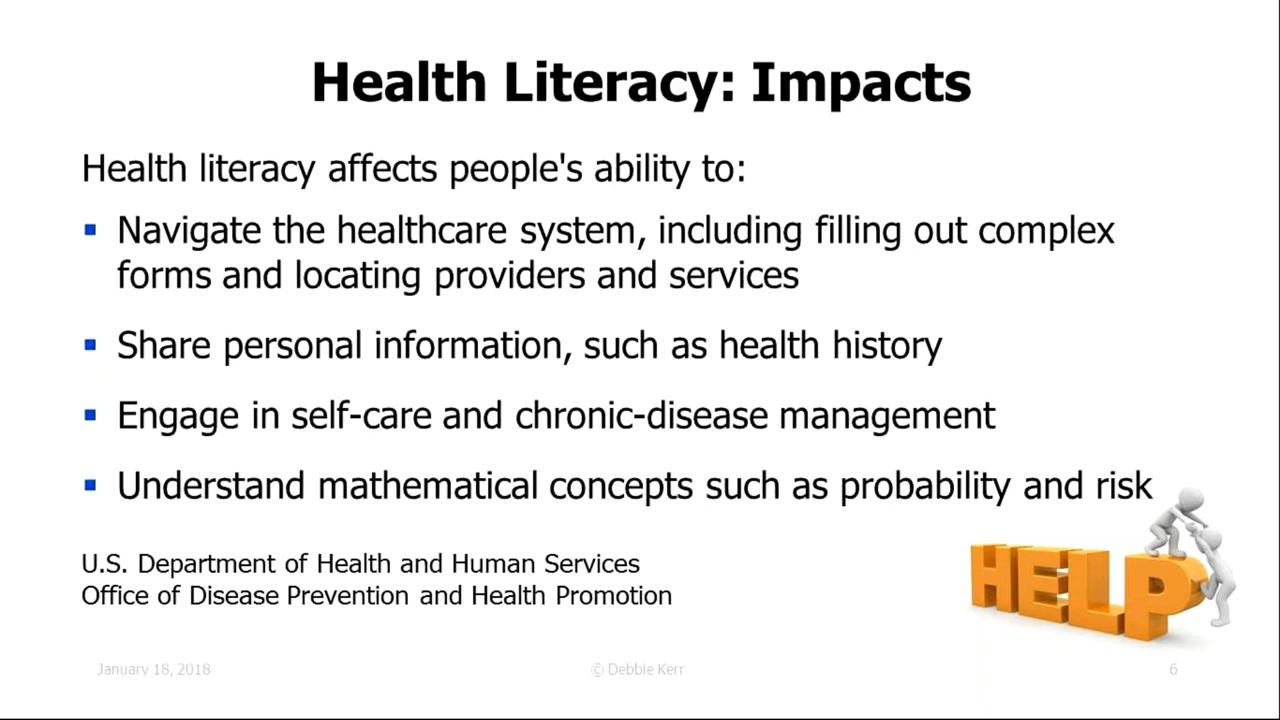 Health Literacy: Impacts
Health literacy affects people's ability to:
▪ Navigate the healthcare system, including filling out complex
forms and locating providers and services
▪ Share personal information, such as health history
▪ Engage in self-care and chronic-disease management
▪ Understand mathematical concepts such as probability and risk
U.S. Department of Health and Human Services
Office of Disease Prevention and Health Promotion
HELP
January 18, 2018
© Debbie Kerr
6